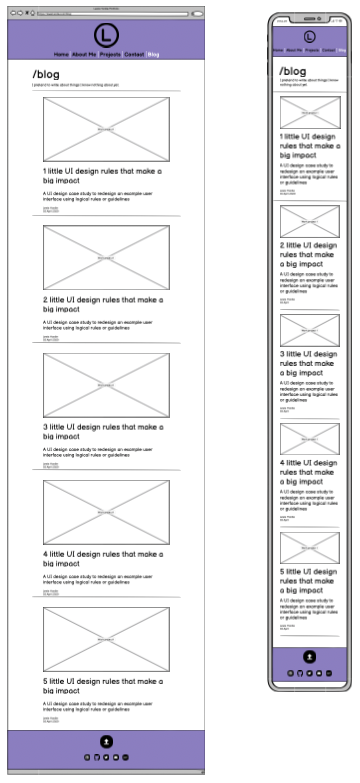 L
Home | About Me | Projects | Contact | Blog
/blog
I pretend to write about things I know nothing about yet
1 little UI design rules that make a
big impact
A UI design case study to redesign an example user
interface using logical rules or guidelines
2 little UI design rules that make a
big impact
A UI design case study to redesign an example user
interface using logical rules or guidelines
3 little UI design rules that make a
big impact
A UI design case study to redesign an example user
interface using logical rules or guidelines
4 little UI design rules that make a
big impact
A UI design case study to redesign an example user
interface using logical rules or guidelines
5 little UI design rules that make a
big impact
A UI design case study to redesign an example user
interface using logical rules or guidelines
L
Home | About Me | Projects | Contact | Blog
/blog
I pretend to write about things I know
nothing about yet
1 little UI design
rules that make a
big impact
A UI design case study to
redesign an example user
interface using logical rules
or guidelines
2 little UI design
rules that make
a big impact
A UI design case study to
redesign an example user
interface using logical rules
or guidelines
3 little UI design
rules that make
a big impact
A UI design case study to
redesign an example user
interface using logical rules
or guidelines
4 little UI design
rules that make
a big impact
A UI design case study to
redesign an example user
interface using logical rules
or guidelines
5 little UI design
rules that make
a big impact
A UI design case study to
redesign an example user
interface using logical rules
or guidelines